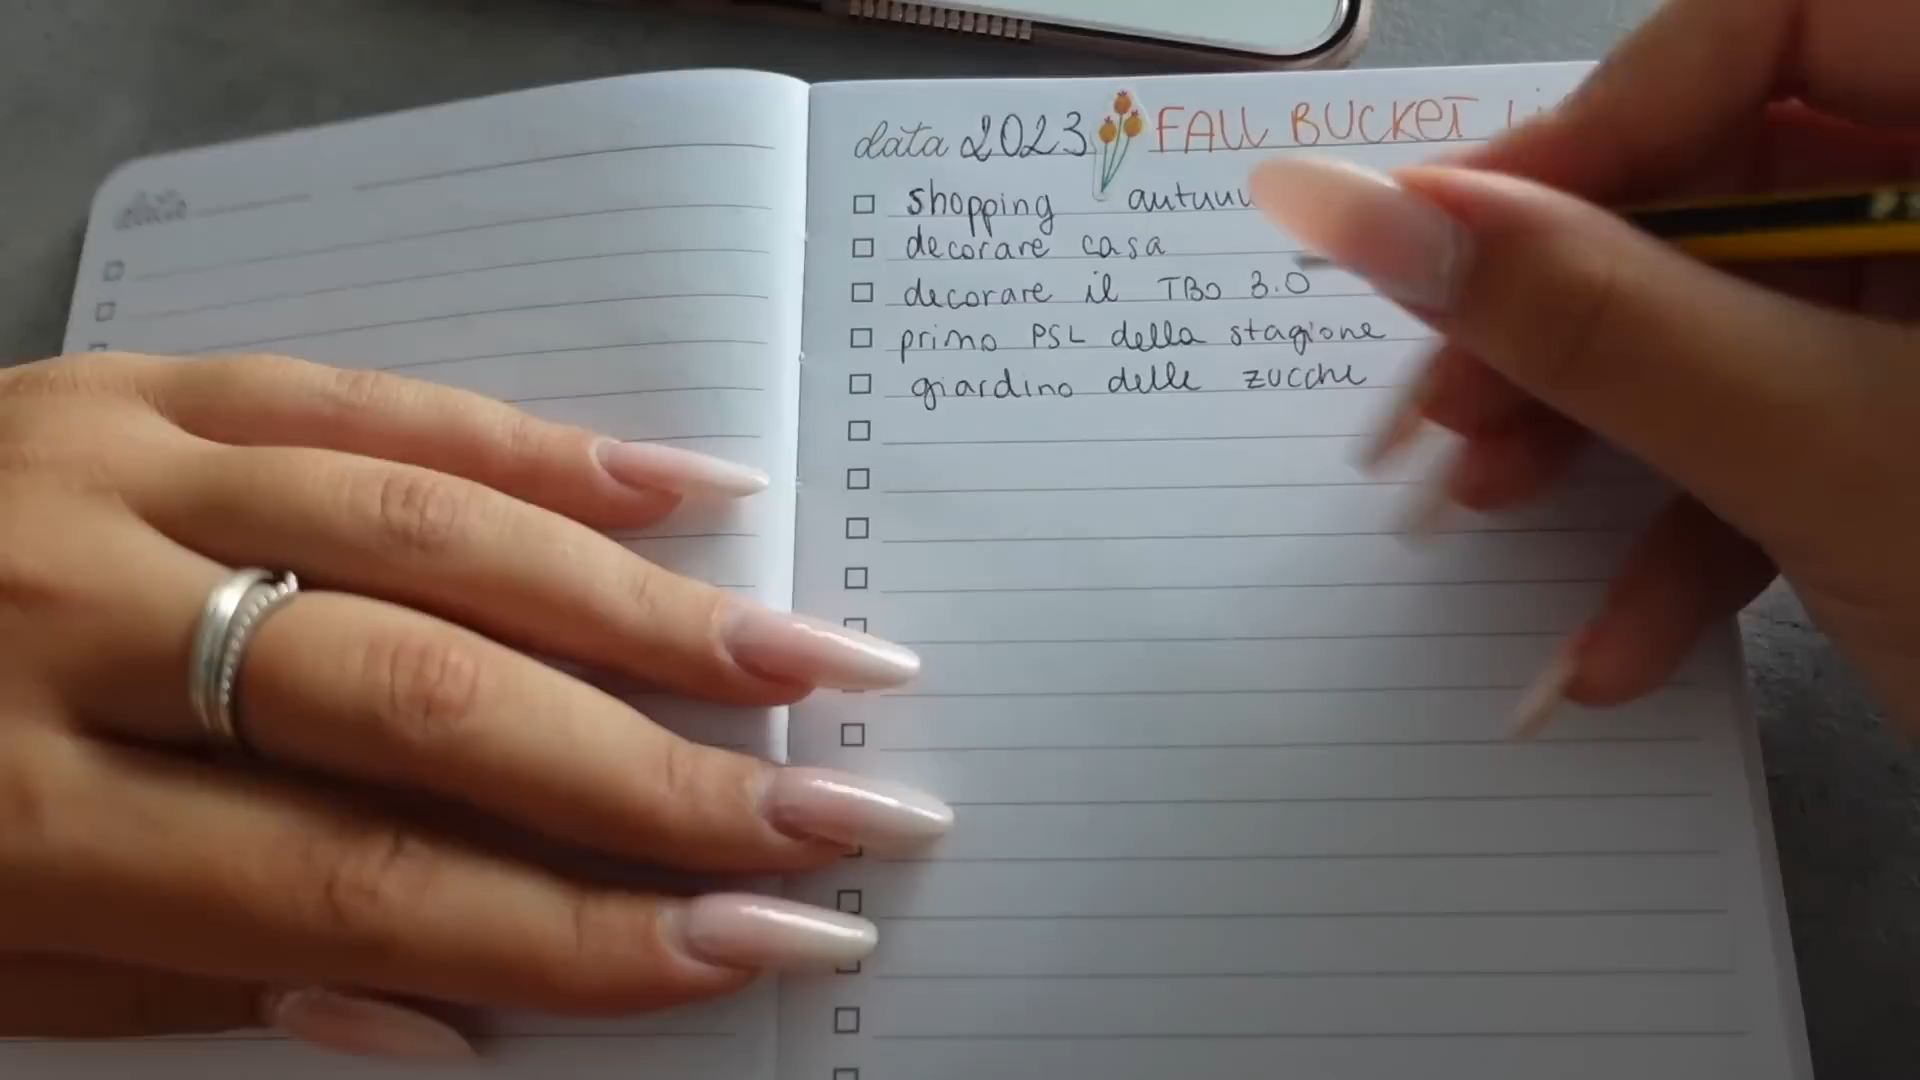 data 2023 FALL BUCKET
shopping
decorare casa
decorare il TBO 3.0
primo PSL della stagione
giardino delle zucche